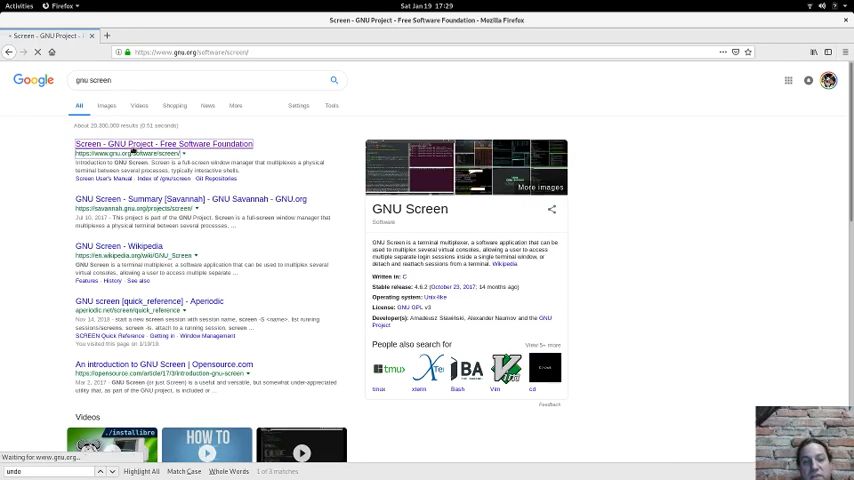 Activities Firefox Sat Jan 19 17:29
Screen - GNU Project - Free Software Foundation - Mozilla Firefox
Screen - GNU Project -
https://www.gnu.org/software/screen/
Google gnu screen
All Images Videos Shopping News More Settings Tools
About 20,300,000 results (0.51 seconds)
Screen - GNU Project - Free Software Foundation
https://www.gnu.org/software/screen/
Introduction to GNU Screen. Screen is a full-screen window manager that multiplexes a physical
terminal between several processes, typically interactive shells.
Screen User's Manual · Index of /gnu/screen · Git Repositories
GNU Screen - Summary [Savannah] - GNU Savannah - GNU.org
https://savannah.gnu.org/projects/screen/
Jul 10, 2017 - This project is part of the GNU Project. Screen is a full-screen window manager that
multiplexes a physical terminal between several processes, ...
GNU Screen - Wikipedia
https://en.wikipedia.org/wiki/GNU_Screen
GNU Screen is a terminal multiplexer, a software application that can be used to multiplex several
virtual consoles, allowing a user to access multiple separate ...
Features · History · See also
GNU screen [quick_reference] - Aperiodic
aperiodic.net/screen/quick_reference
Nov 14, 2018 - start a new screen session with session name, screen -S <name>. list running
sessions/screens, screen -ls. attach to a running session, screen ...
SCREEN Quick Reference · Getting in · Window Management
You visited this page on 1/19/19.
An introduction to GNU Screen | Opensource.com
https://opensource.com/article/17/3/introduction-gnu-screen
Mar 2, 2017 - GNU Screen (or just Screen) is a useful and versatile, but somewhat under-appreciated
utility that, as part of the GNU project, is included or ...
Videos
./installibre
HOW TO
More images
GNU Screen
Software
GNU Screen is a terminal multiplexer, a software application that can be
used to multiplex several virtual consoles, allowing a user to access
multiple separate login sessions inside a single terminal window, or
detach and reattach sessions from a terminal. Wikipedia
Written in: C
Stable release: 4.6.2 (October 23, 2017; 14 months ago)
Operating system: Unix-like
License: GNU GPL v3
Developer(s): Amadeusz Sławiński, Alexander Naumov and the GNU
Project
People also search for View 5+ more
tmux xterm Bash Vim cd
Feedback
Waiting for www.gnu.org...
undo Highlight All Match Case Whole Words 1 of 3 matches